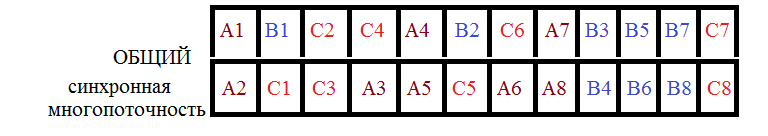 A1 B1 C2 C4 A4 B2 C6 A7 B3 B5 B7 C7
ОБЩИЙ
синхронная
многопоточность
A2 C1 C3 A3 A5 C5 A6 A8 B4 B6 B8 C8